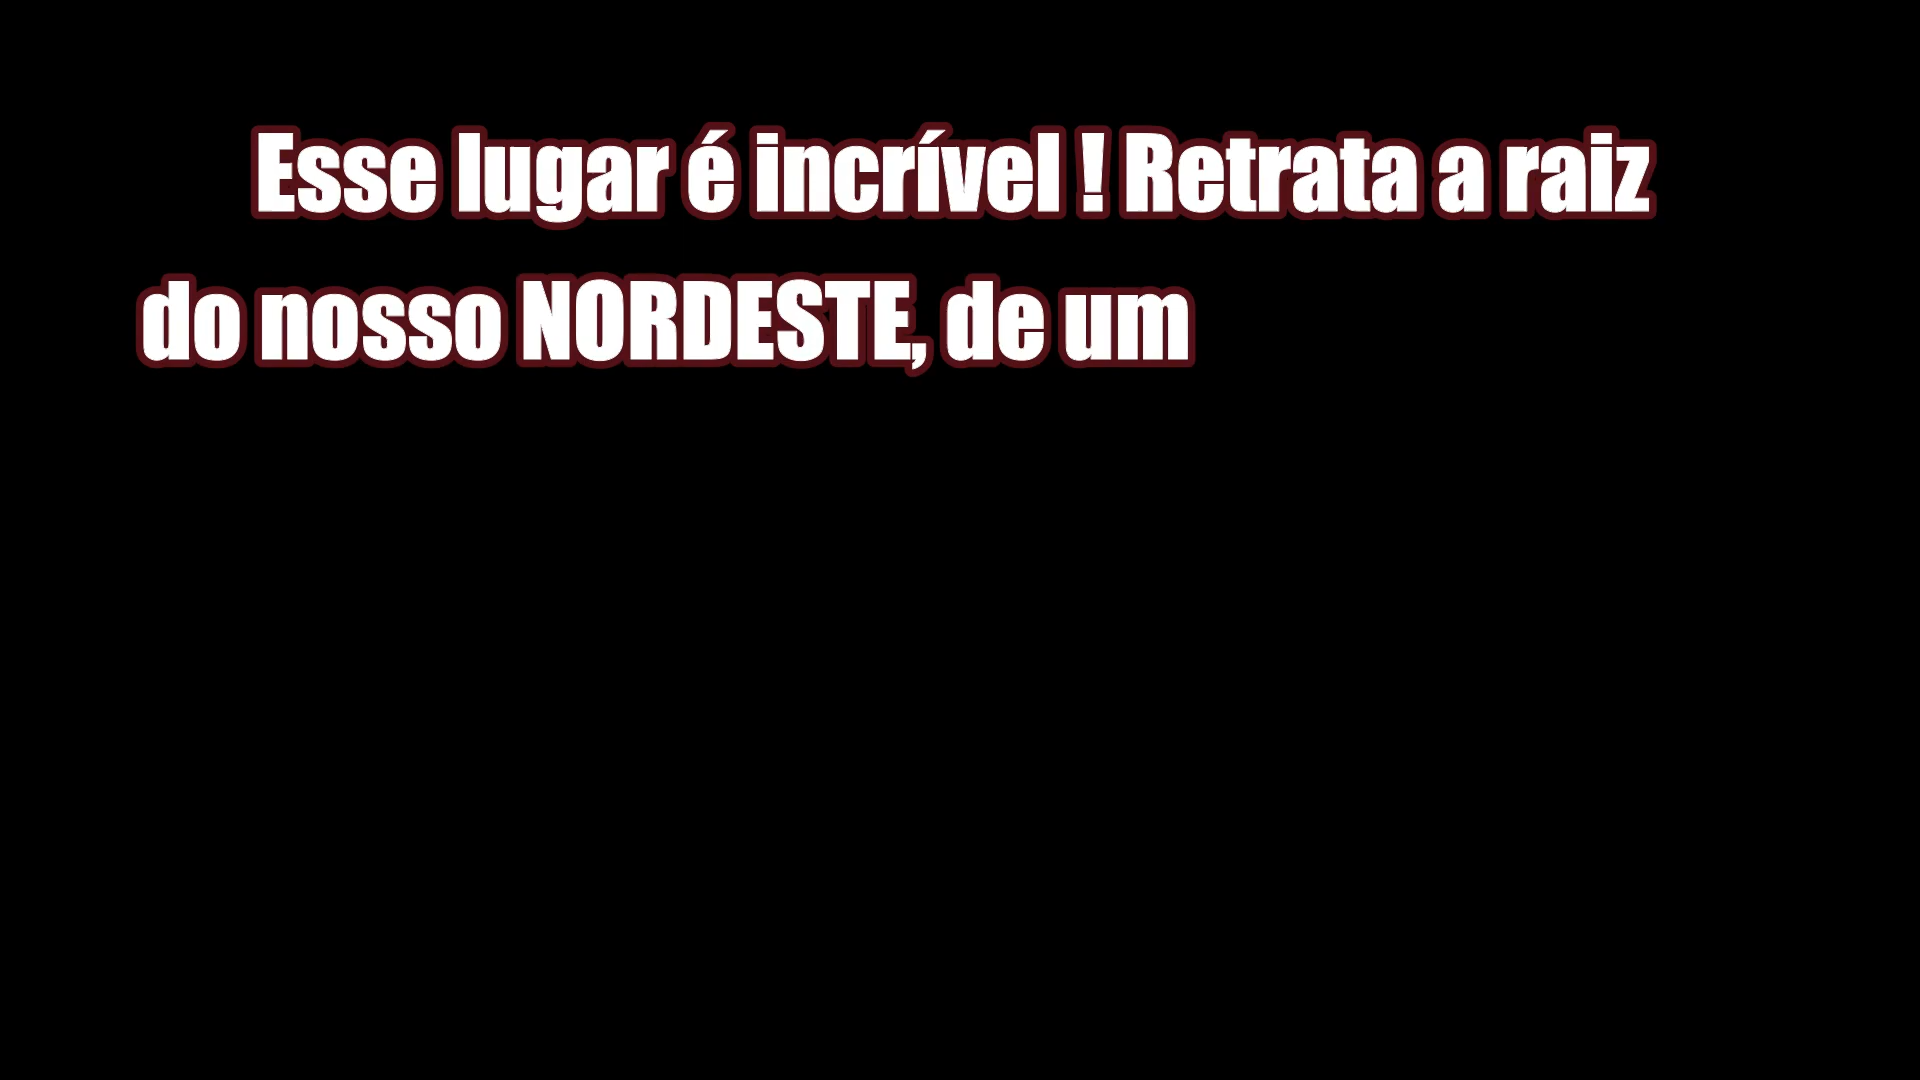 Esse lugar é incrível ! Retrata a raiz
do nosso NORDESTE, de um